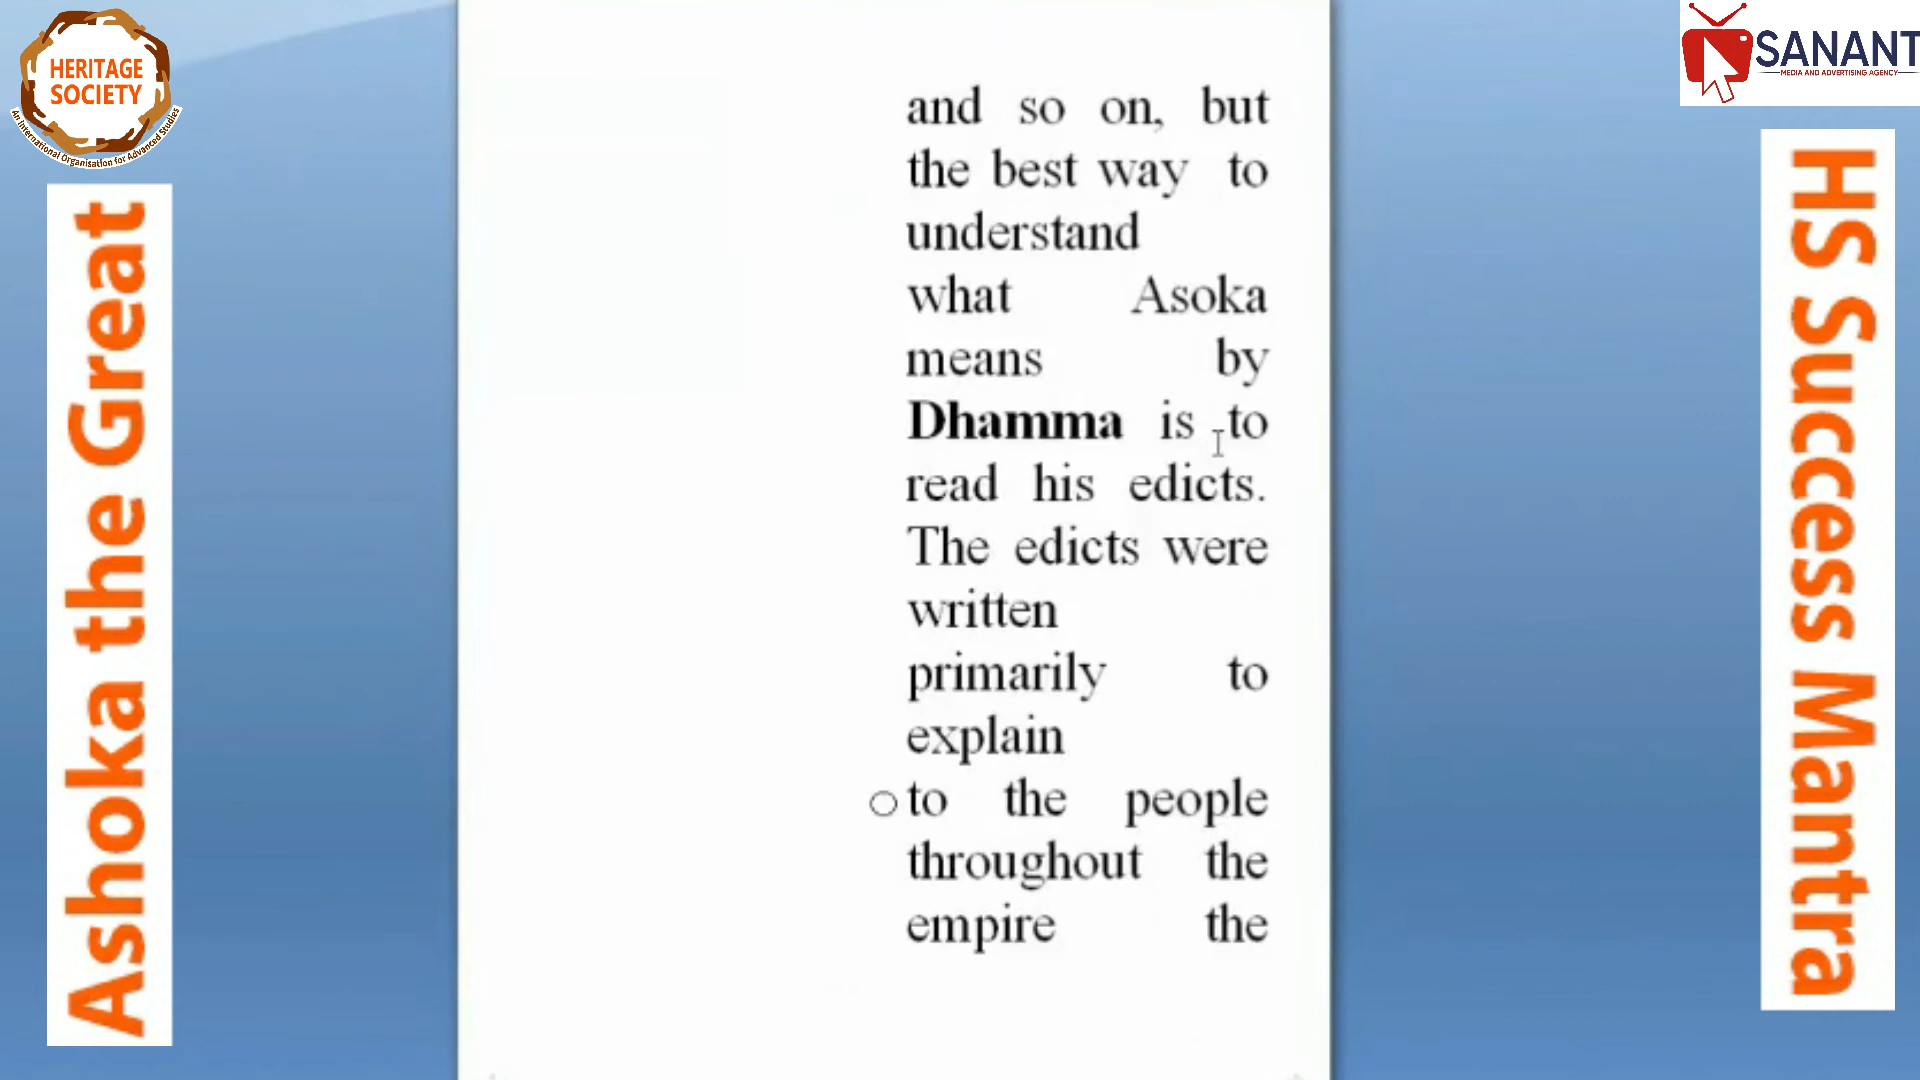 HERITAGE
SOCIETY
An International Organisation for Advanced Studies
SANANT
MEDIA AND ADVERTISING AGENCY
Ashoka the Great
and so on, but
the best way to
understand
what Asoka
means by
Dhamma is to
read his edicts.
The edicts were
written
primarily to
explain
to the people
throughout the
empire the
HS Success Mantra